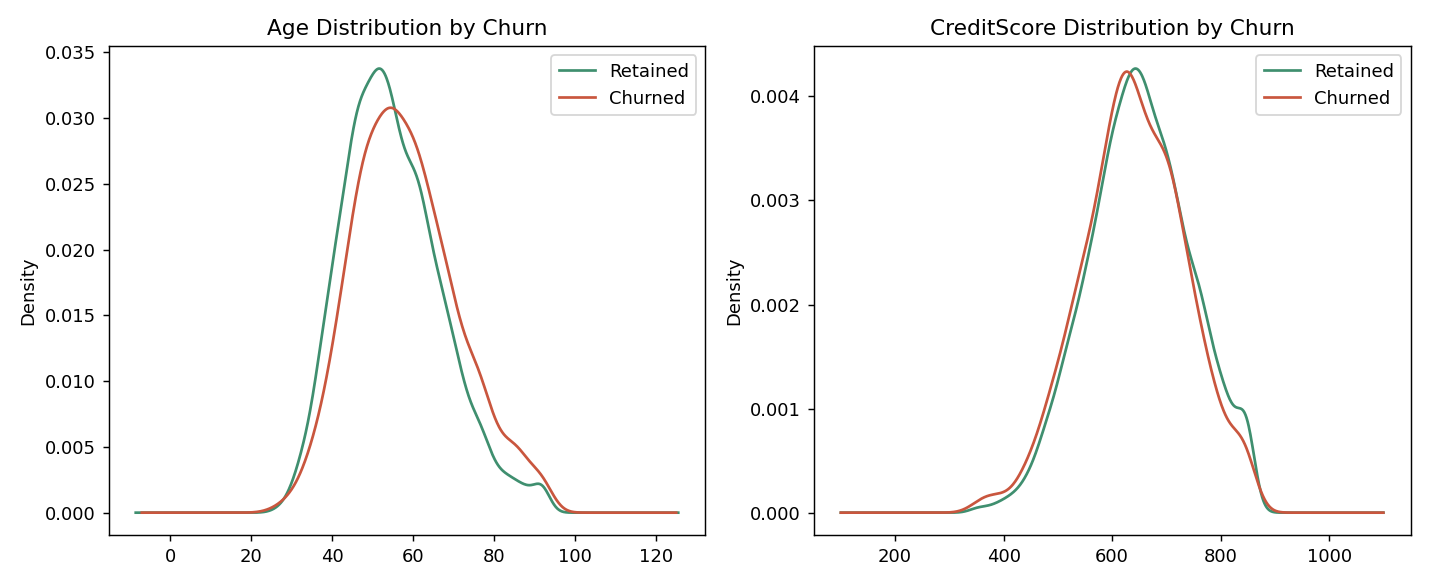 Age Distribution by Churn
Density
0.035
0.030
0.025
0.020
0.015
0.010
0.005
0.000
0 20 40 60 80 100 120
Retained
Churned
CreditScore Distribution by Churn
Density
0.004
0.003
0.002
0.001
0.000
200 400 600 800 1000
Retained
Churned